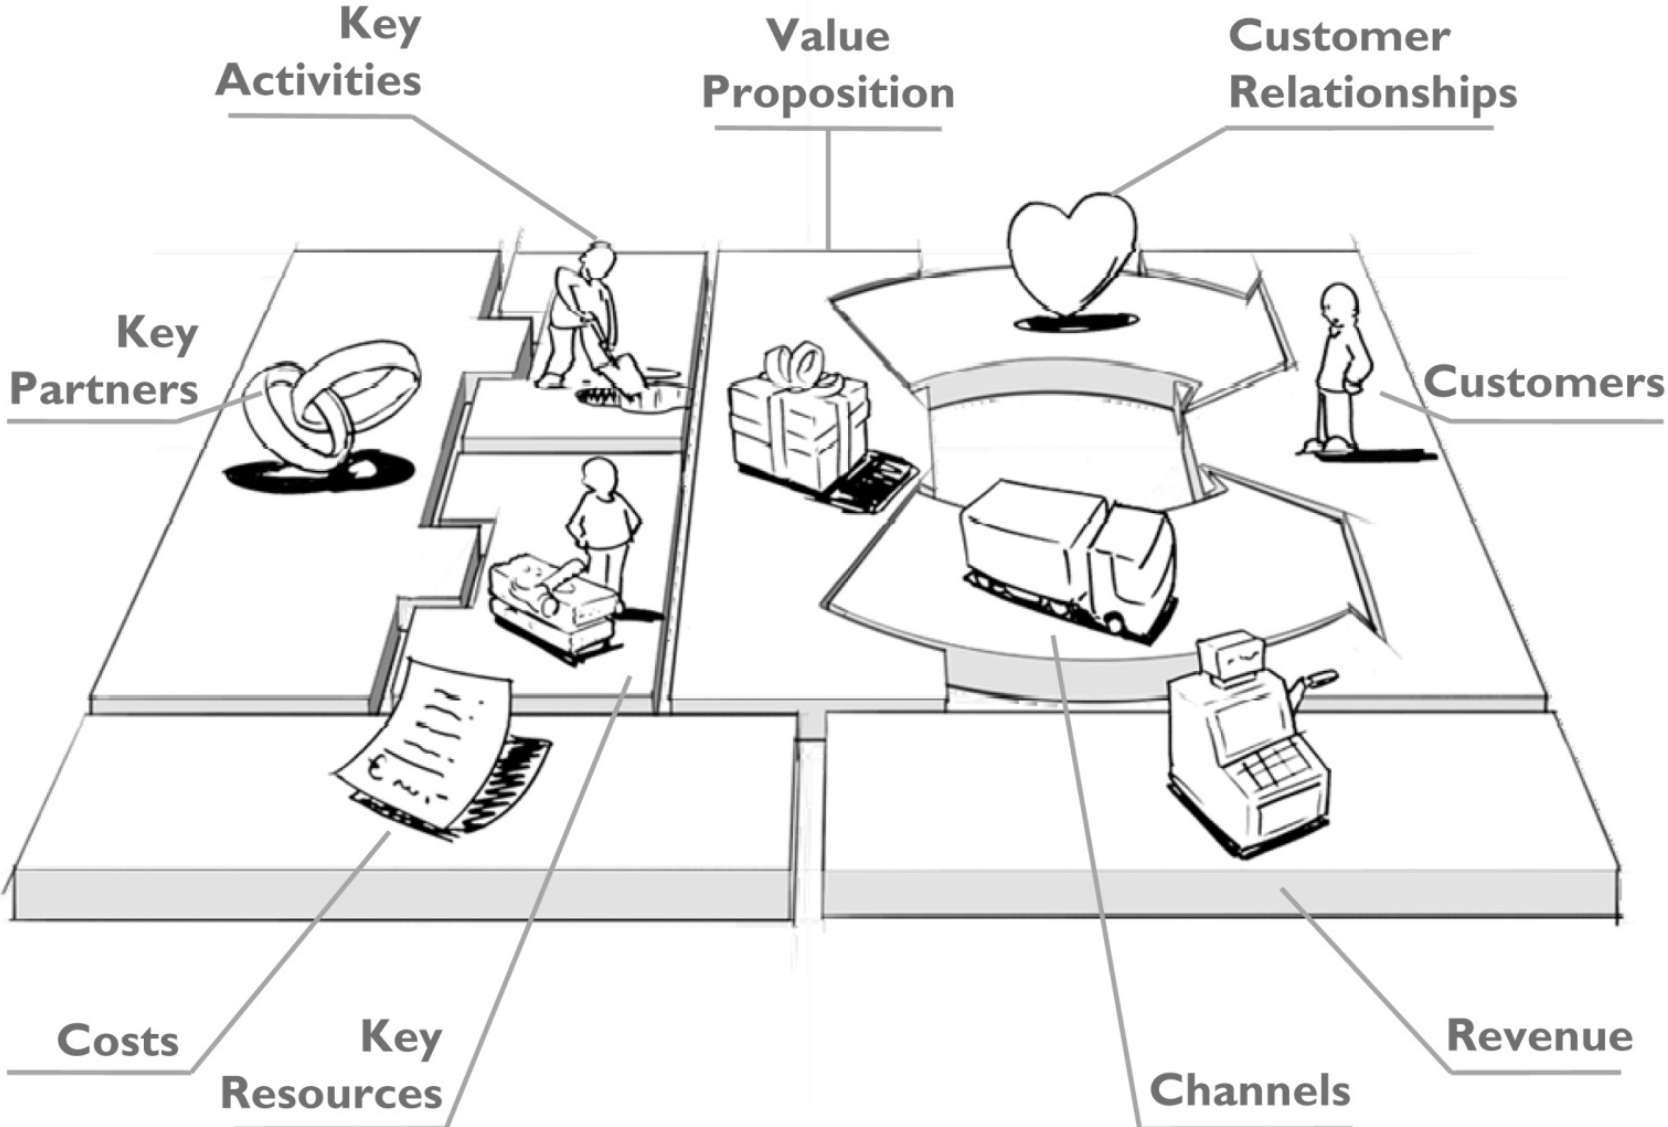 Key
Activities
Value
Proposition
Customer
Relationships
Key
Partners
Customers
Costs
Key
Resources
Channels
Revenue
€